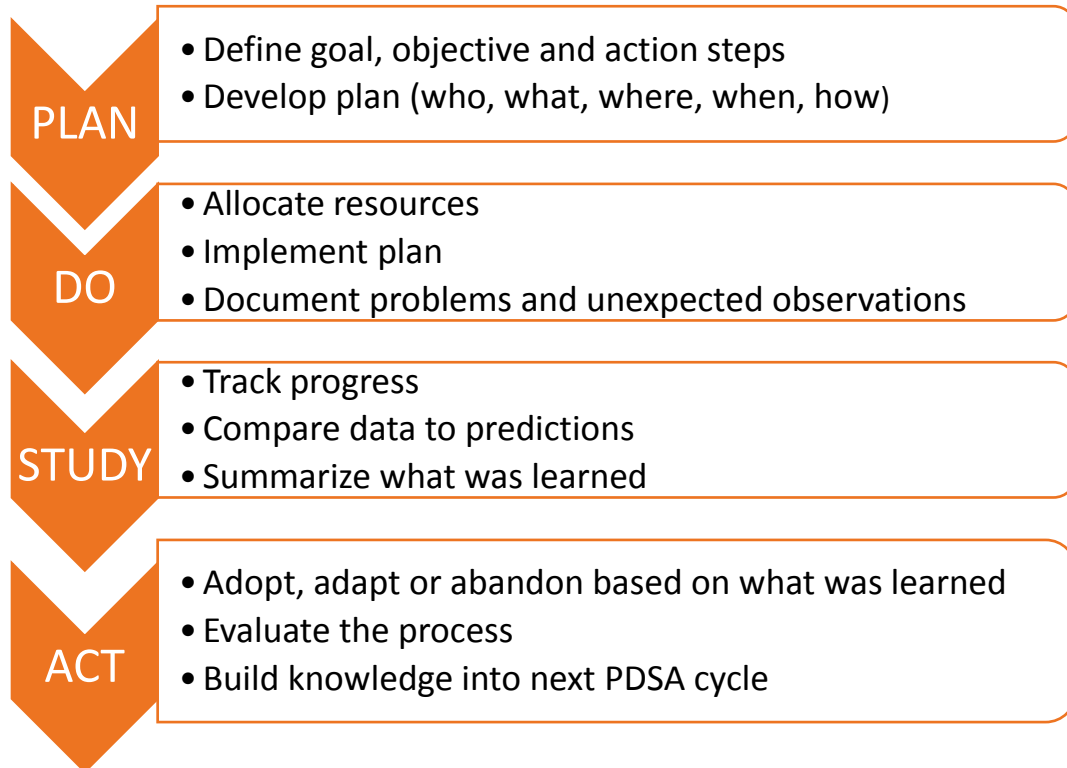 PLAN
• Define goal, objective and action steps
• Develop plan (who, what, where, when, how)
DO
• Allocate resources
• Implement plan
• Document problems and unexpected observations
STUDY
• Track progress
• Compare data to predictions
• Summarize what was learned
ACT
• Adopt, adapt or abandon based on what was learned
• Evaluate the process
• Build knowledge into next PDSA cycle